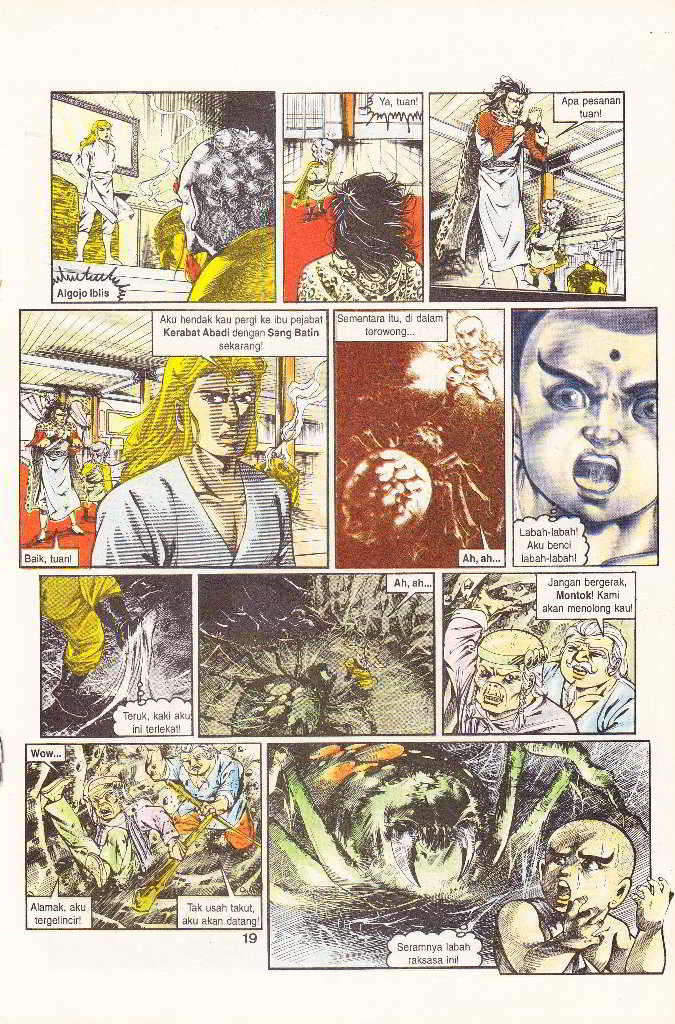 Algojo Iblis
Ya, tuan!
Apa pesanan
tuan!
Aku hendak kau pergi ke ibu pejabat
Kerabat Abadi dengan Sang Batin
sekarang!
Baik, tuan!
Sementara itu, di dalam
terowong...
Ah, ah...
Labah-labah!
Aku benci
labah-labah!
Teruk, kaki aku
ini terlekat!
Ah, ah...
Jangan bergerak,
Montok! Kami
akan menolong kau!
Wow...
Alamak, aku
tergelincir!
Tak usah takut,
aku akan datang!
Seramnya labah
raksasa ini!
19